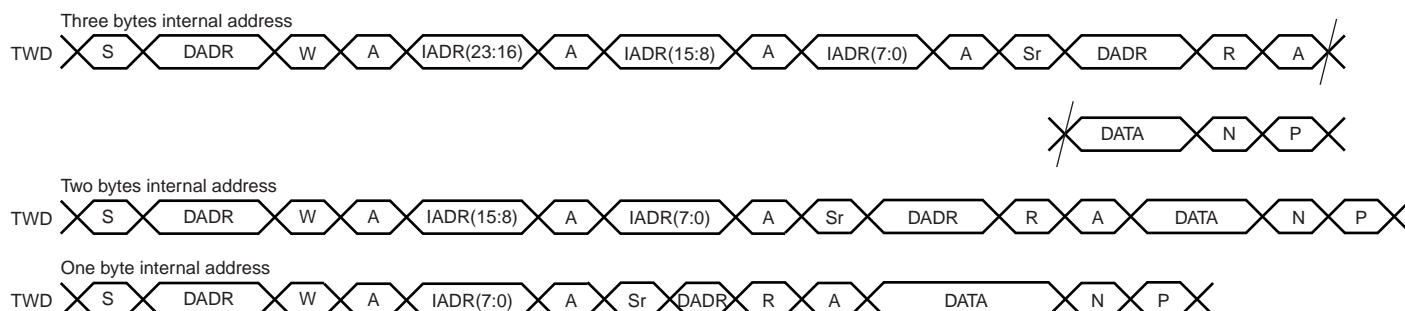 Three bytes internal address
TWD S DADR W A IADR(23:16) A IADR(15:8) A IADR(7:0) A Sr DADR R A
DATA N P
Two bytes internal address
TWD S DADR W A IADR(15:8) A IADR(7:0) A Sr DADR R A DATA N P
One byte internal address
TWD S DADR W A IADR(7:0) A Sr DADR R A DATA N P